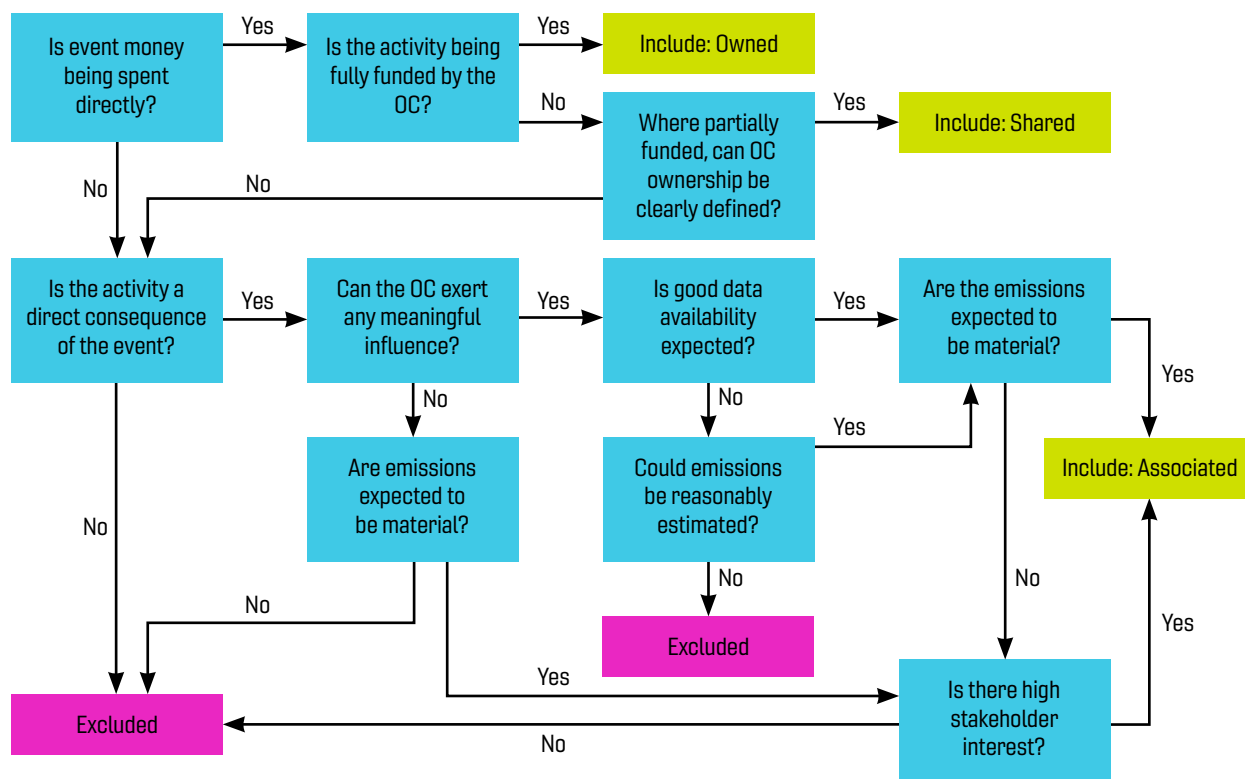 Is event money
being spent
directly?
Yes
Is the activity being
fully funded by the
OC?
Yes
Include: Owned
No
Where partially
funded, can OC
ownership be
clearly defined?
Yes
Include: Shared
No
No
Is the activity a
direct consequence
of the event?
Yes
Can the OC exert
any meaningful
influence?
Yes
Is good data
availability
expected?
Yes
Are the emissions
expected to
be material?
Yes
No
No
Are emissions
expected to
be material?
Could emissions
be reasonably
estimated?
Yes
Include: Associated
No
No
No
No
Excluded
Yes
Yes
Is there high
stakeholder
interest?
No
Excluded